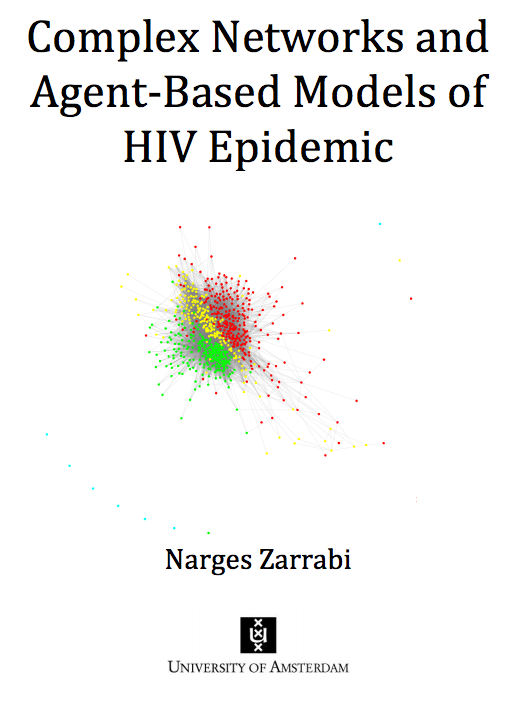 Complex Networks and
Agent-Based Models of
HIV Epidemic
Narges Zarrabi
UNIVERSITY OF AMSTERDAM